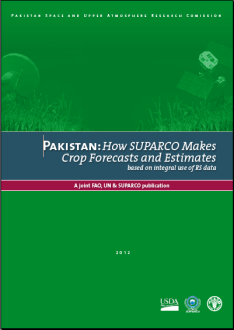 Pakistan Space and Upper Atmosphere Research Comission
Pakistan: How SUPARCO Makes
Crop Forecasts and Estimates
based on integral use of RS data
A joint FAO, UN & SUPARCO publication
2012
USDA